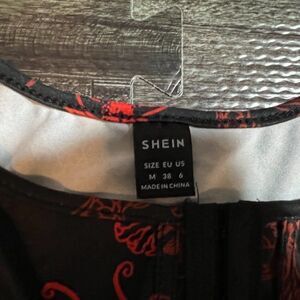 SHEIN
SIZE EU US
M 38 6
MADE IN CHINA